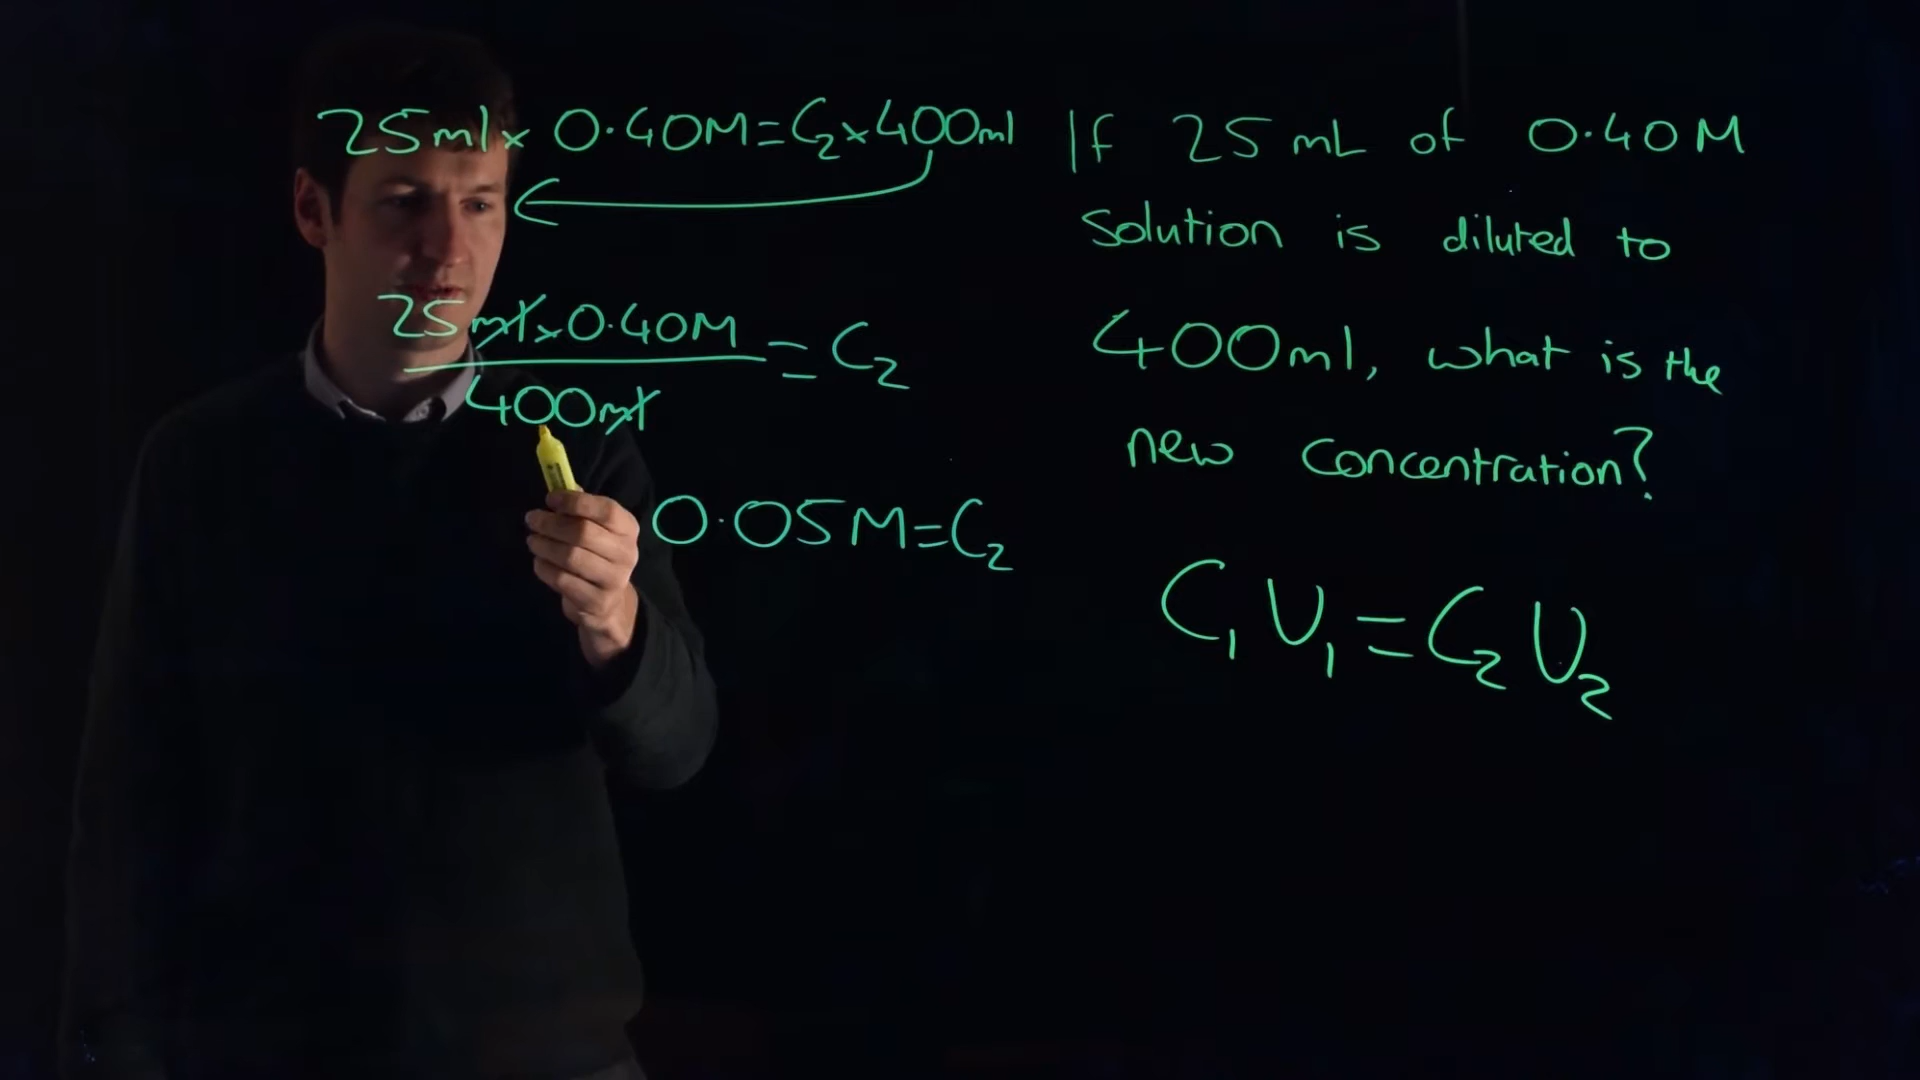 25ml x 0.40M = C₂ x 400ml
25ml x 0.40M
400ml
= C₂
0.05M = C₂
If 25 mL of 0.40M
Solution is diluted to
400ml, what is the
new concentration?
C₁V₁ = C₂V₂